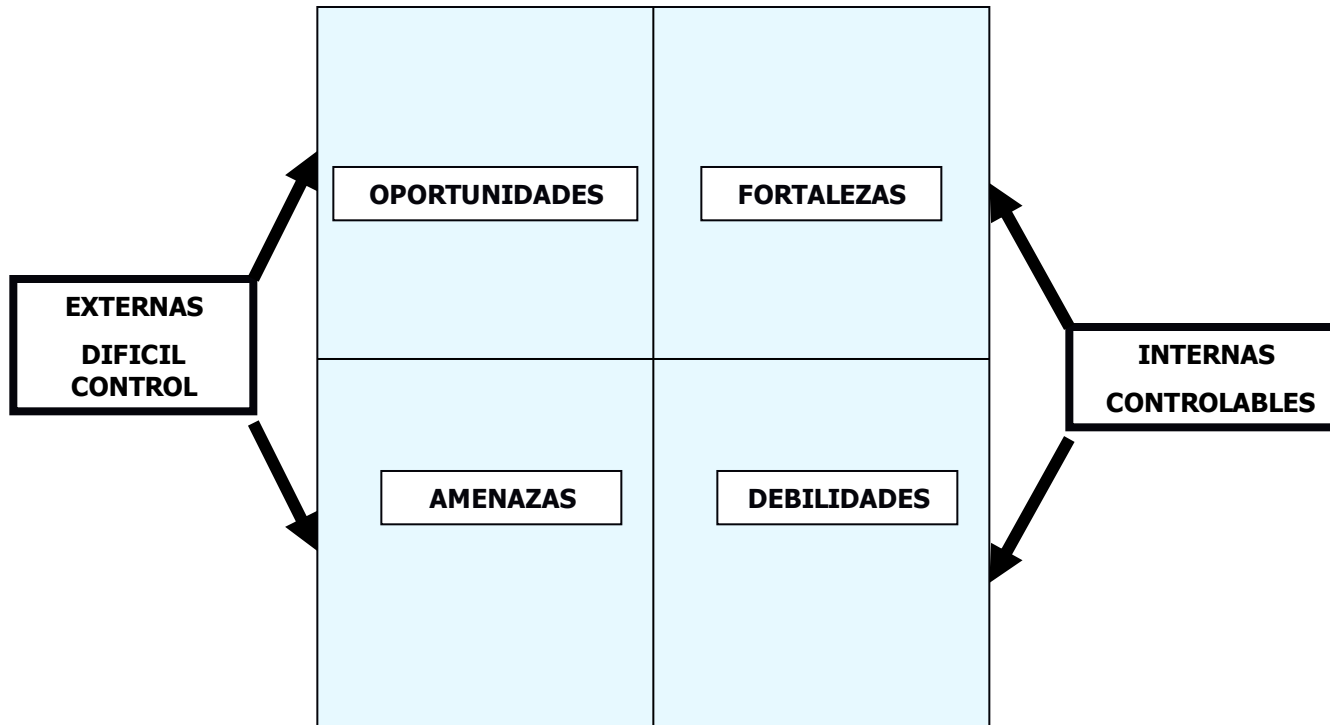 OPORTUNIDADES
FORTALEZAS
EXTERNAS
DIFICIL
CONTROL
INTERNAS
CONTROLABLES
AMENAZAS
DEBILIDADES